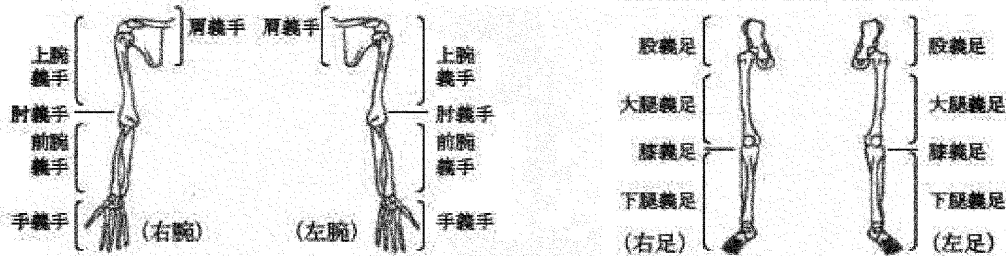 肩義手
上腕
義手
肘義手
前腕
義手
手義手
(右腕)
肩義手
上腕
義手
肘義手
前腕
義手
手義手
(左腕)
股義足
大腿義足
膝義足
下腿義足
(右足)
股義足
大腿義足
膝義足
下腿義足
(左足)